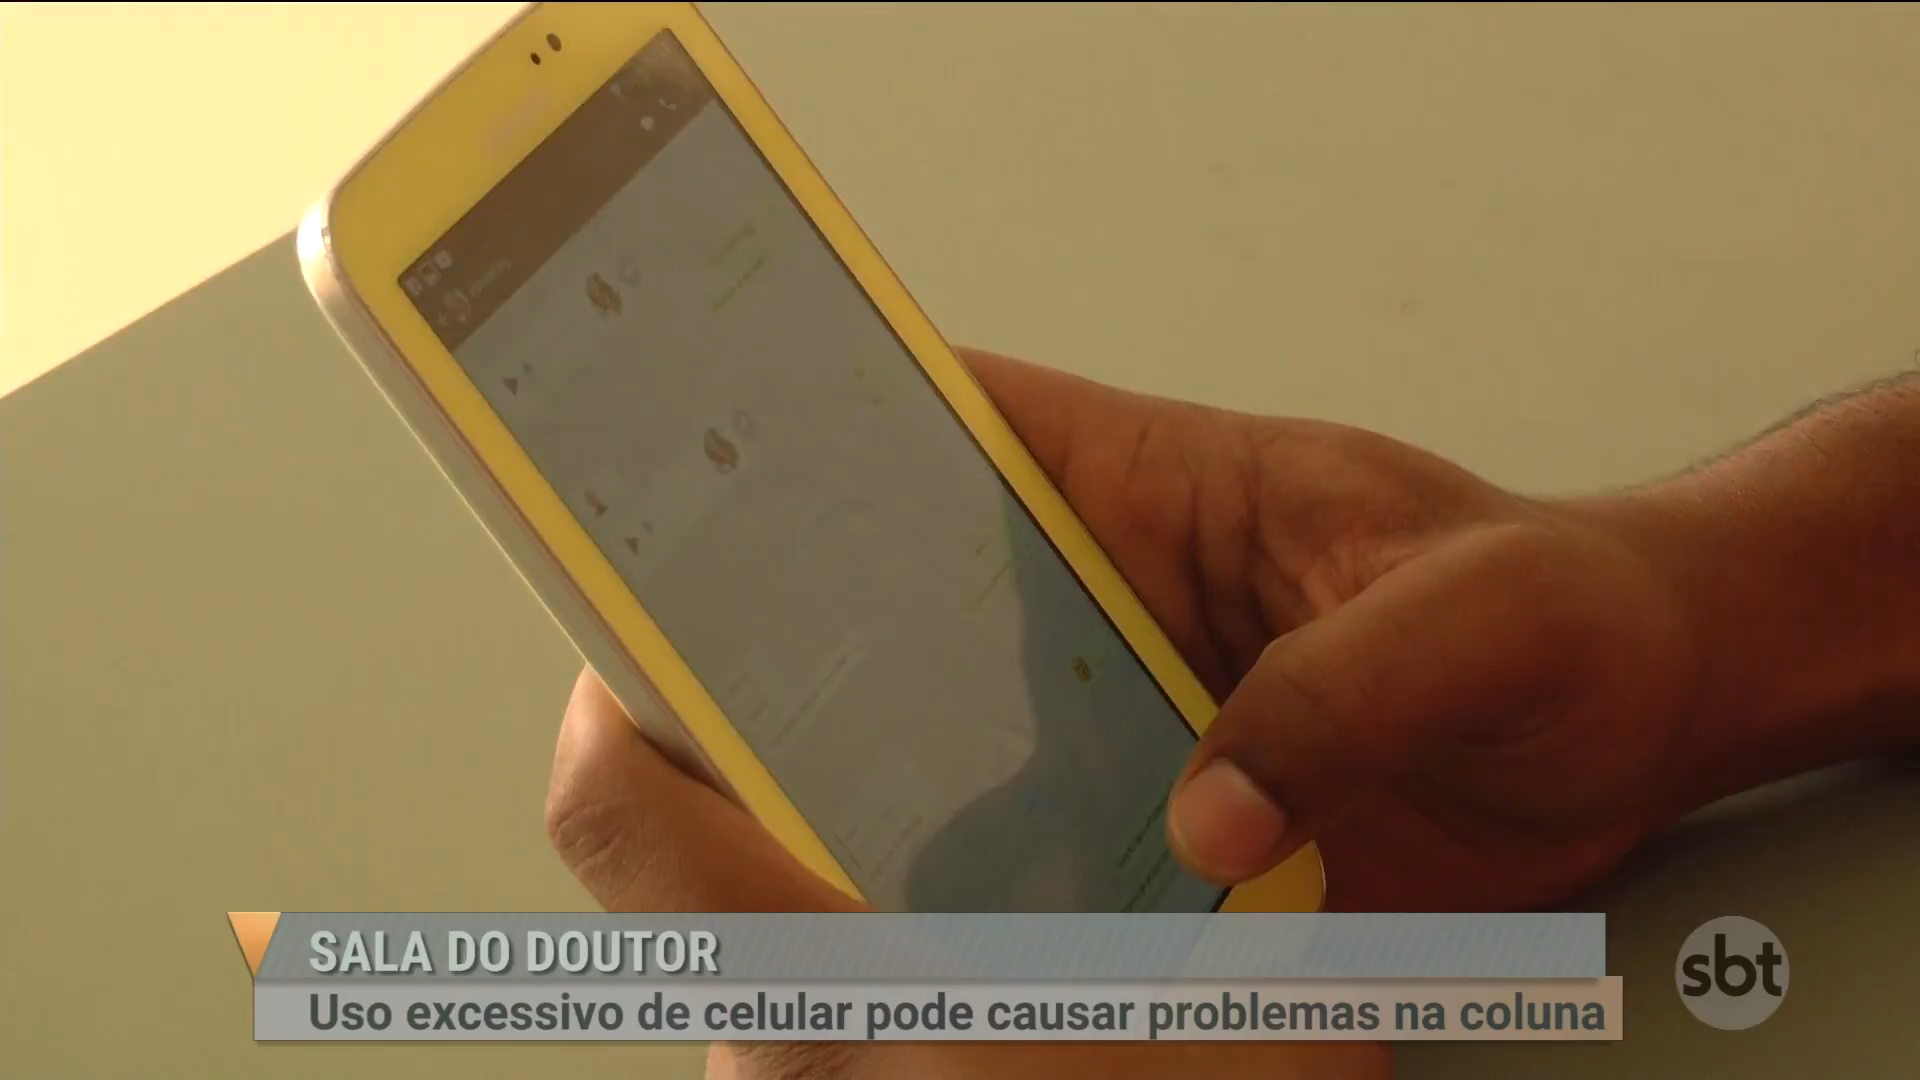 SALA DO DOUTOR
Uso excessivo de celular pode causar problemas na coluna
sbt